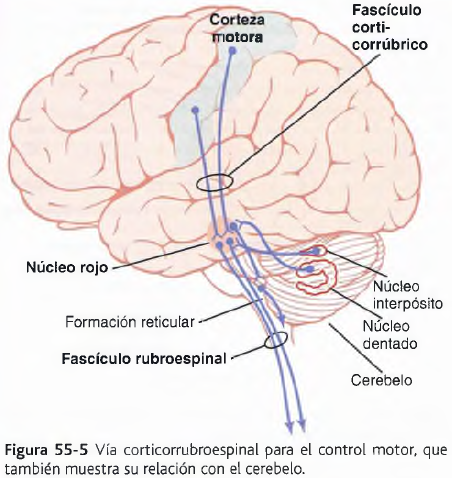 Fascículo
corti-
corrúbrico
Corteza
motora
Núcleo rojo
Formación reticular
Fascículo rubroespinal
Núcleo
interpósito
Núcleo
dentado
Cerebelo
Figura 55-5 Vía corticorrubroespinal para el control motor, que
también muestra su relación con el cerebelo.